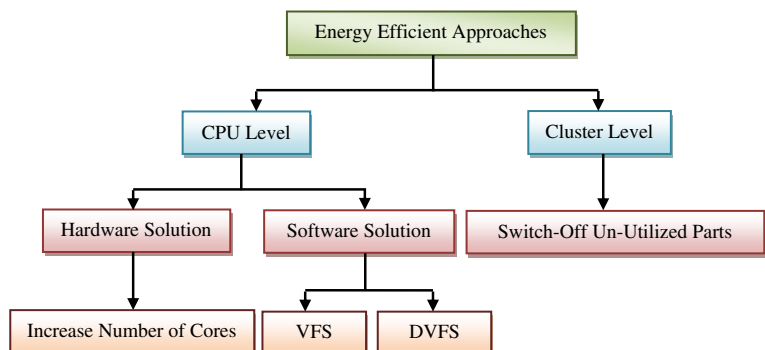 Energy Efficient Approaches
CPU Level
Cluster Level
Hardware Solution
Software Solution
Switch-Off Un-Utilized Parts
Increase Number of Cores
VFS
DVFS